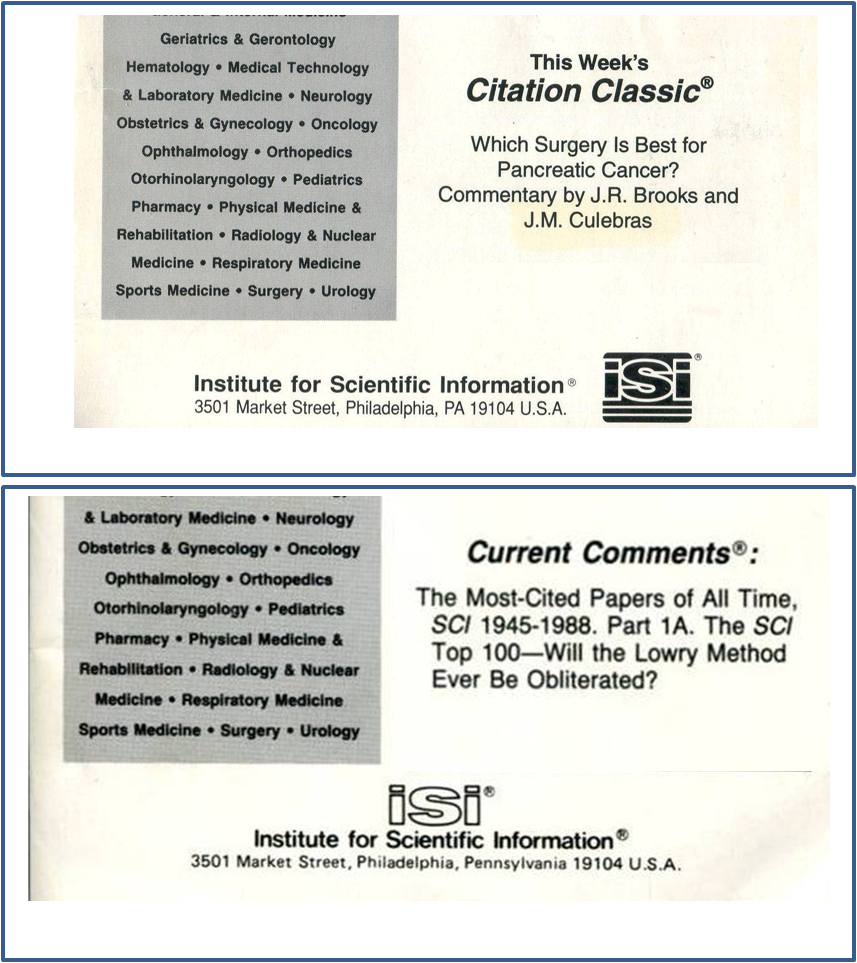 General & Internal Medicine
Geriatrics & Gerontology
Hematology • Medical Technology
& Laboratory Medicine • Neurology
Obstetrics & Gynecology • Oncology
Ophthalmology • Orthopedics
Otorhinolaryngology • Pediatrics
Pharmacy • Physical Medicine &
Rehabilitation • Radiology & Nuclear
Medicine • Respiratory Medicine
Sports Medicine • Surgery • Urology
This Week's
Citation Classic®
Which Surgery Is Best for
Pancreatic Cancer?
Commentary by J.R. Brooks and
J.M. Culebras
Institute for Scientific Information®
3501 Market Street, Philadelphia, PA 19104 U.S.A.
isi®
& Laboratory Medicine • Neurology
Obstetrics & Gynecology • Oncology
Ophthalmology • Orthopedics
Otorhinolaryngology • Pediatrics
Pharmacy • Physical Medicine &
Rehabilitation • Radiology & Nuclear
Medicine • Respiratory Medicine
Sports Medicine • Surgery • Urology
Current Comments®:
The Most-Cited Papers of All Time,
SCI 1945-1988. Part 1A. The SCI
Top 100—Will the Lowry Method
Ever Be Obliterated?
isi®
Institute for Scientific Information®
3501 Market Street, Philadelphia, Pennsylvania 19104 U.S.A.